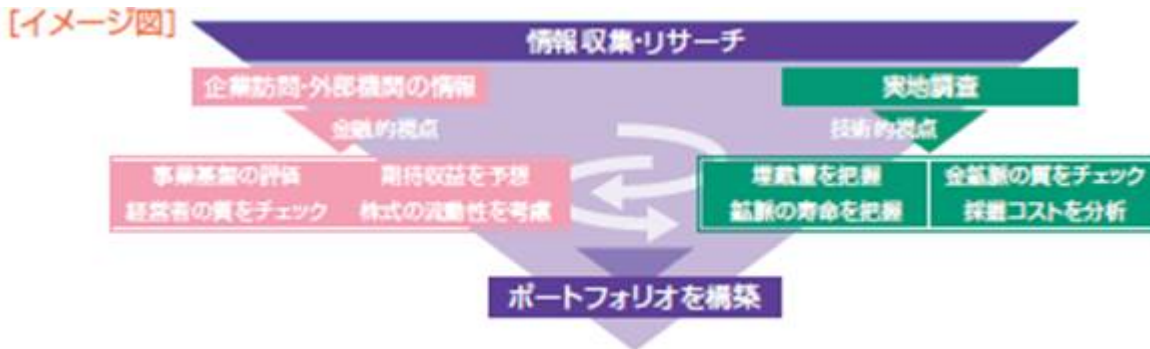 [イメージ図]
情報収集・リサーチ
企業訪問・外部機関の情報
実地調査
金融的視点
技術的視点
事業基盤の評価 期待収益を予想
経営者の質をチェック 株式の流動性を考慮
埋蔵量を把握 金鉱脈の質をチェック
鉱脈の寿命を把握 採掘コストを分析
ポートフォリオを構築